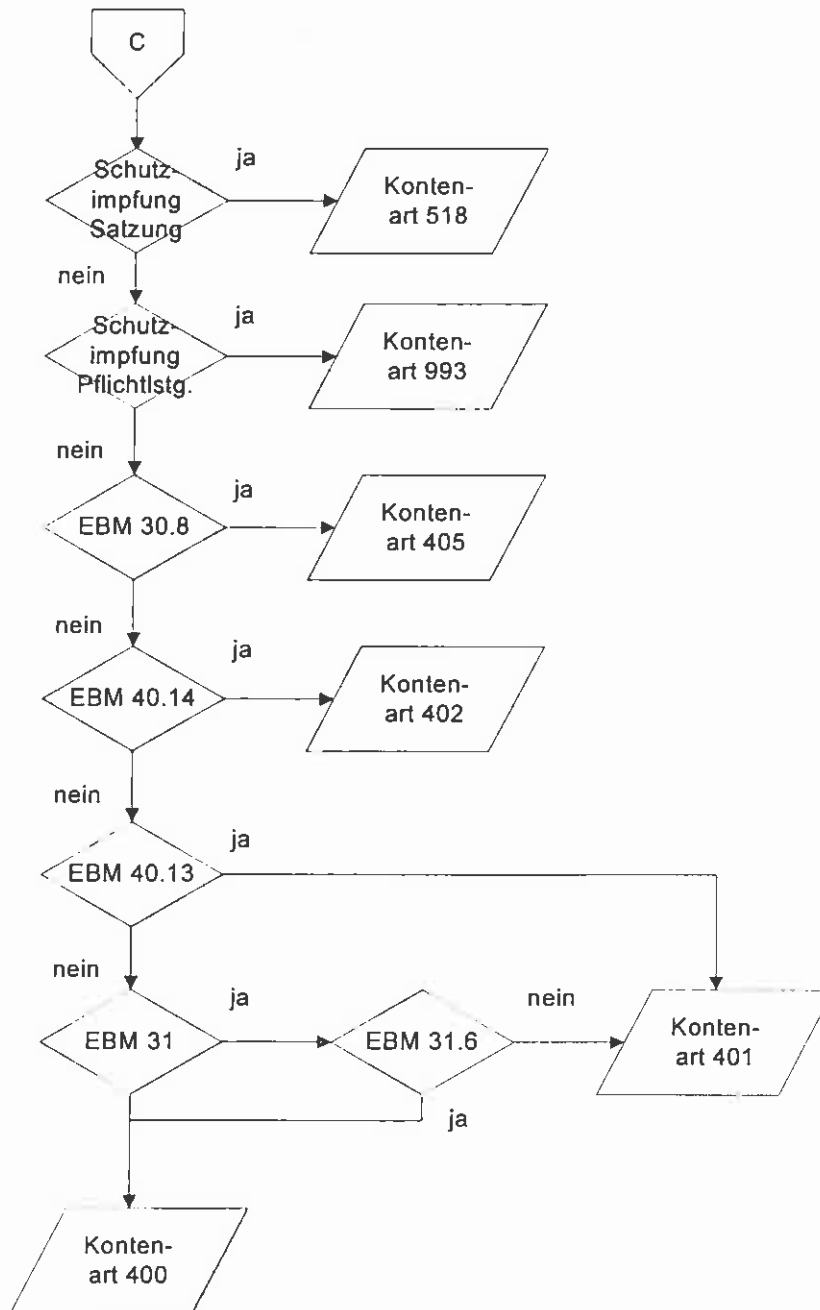 C
Schutz-
impfung
Satzung
ja
Konten-
art 518
nein
Schutz-
impfung
Pflichtlstg.
ja
Konten-
art 993
nein
EBM 30.8
ja
Konten-
art 405
nein
EBM 40.14
ja
Konten-
art 402
nein
EBM 40.13
ja
nein
EBM 31
ja
EBM 31.6
nein
Konten-
art 401
ja
Konten-
art 400